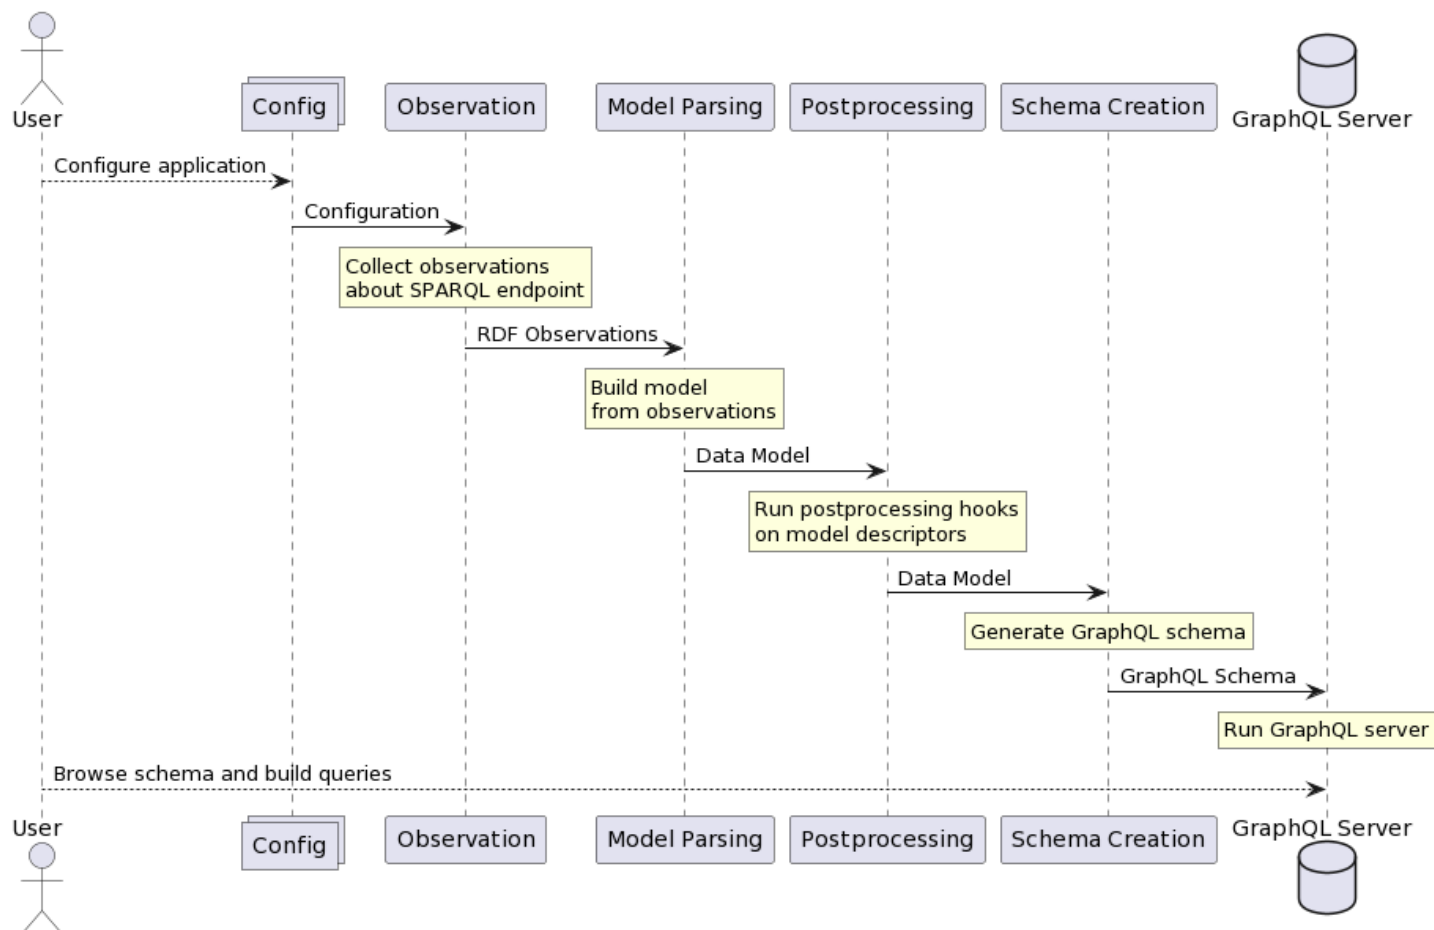 User
Config
Observation
Model Parsing
Postprocessing
Schema Creation
GraphQL Server
Configure application
Configuration
Collect observations
about SPARQL endpoint
RDF Observations
Build model
from observations
Data Model
Run postprocessing hooks
on model descriptors
Data Model
Generate GraphQL schema
GraphQL Schema
Run GraphQL server
Browse schema and build queries
User
Config
Observation
Model Parsing
Postprocessing
Schema Creation
GraphQL Server